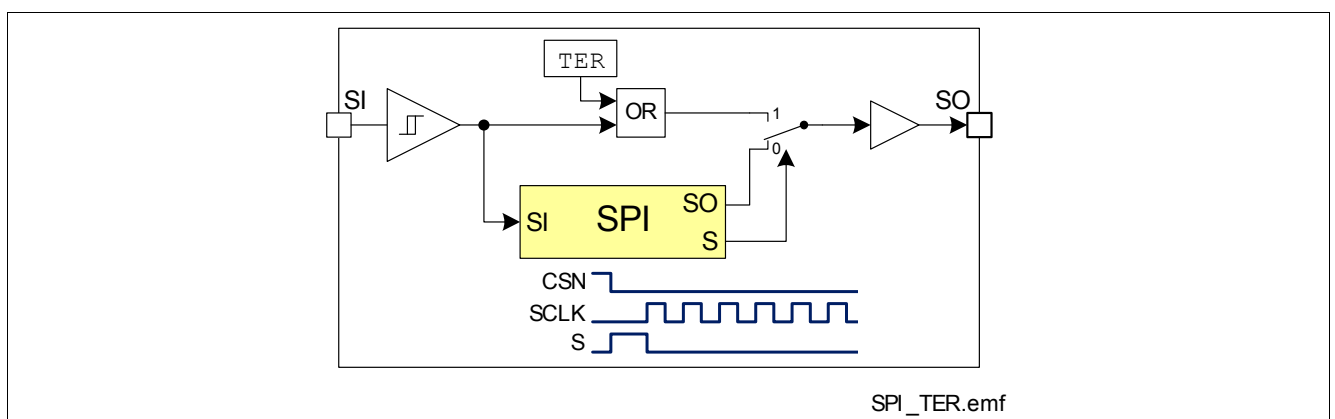 TER
SI
OR
1
SO
0
SI SPI SO
S
CSN
SCLK
S
SPI_TER.emf